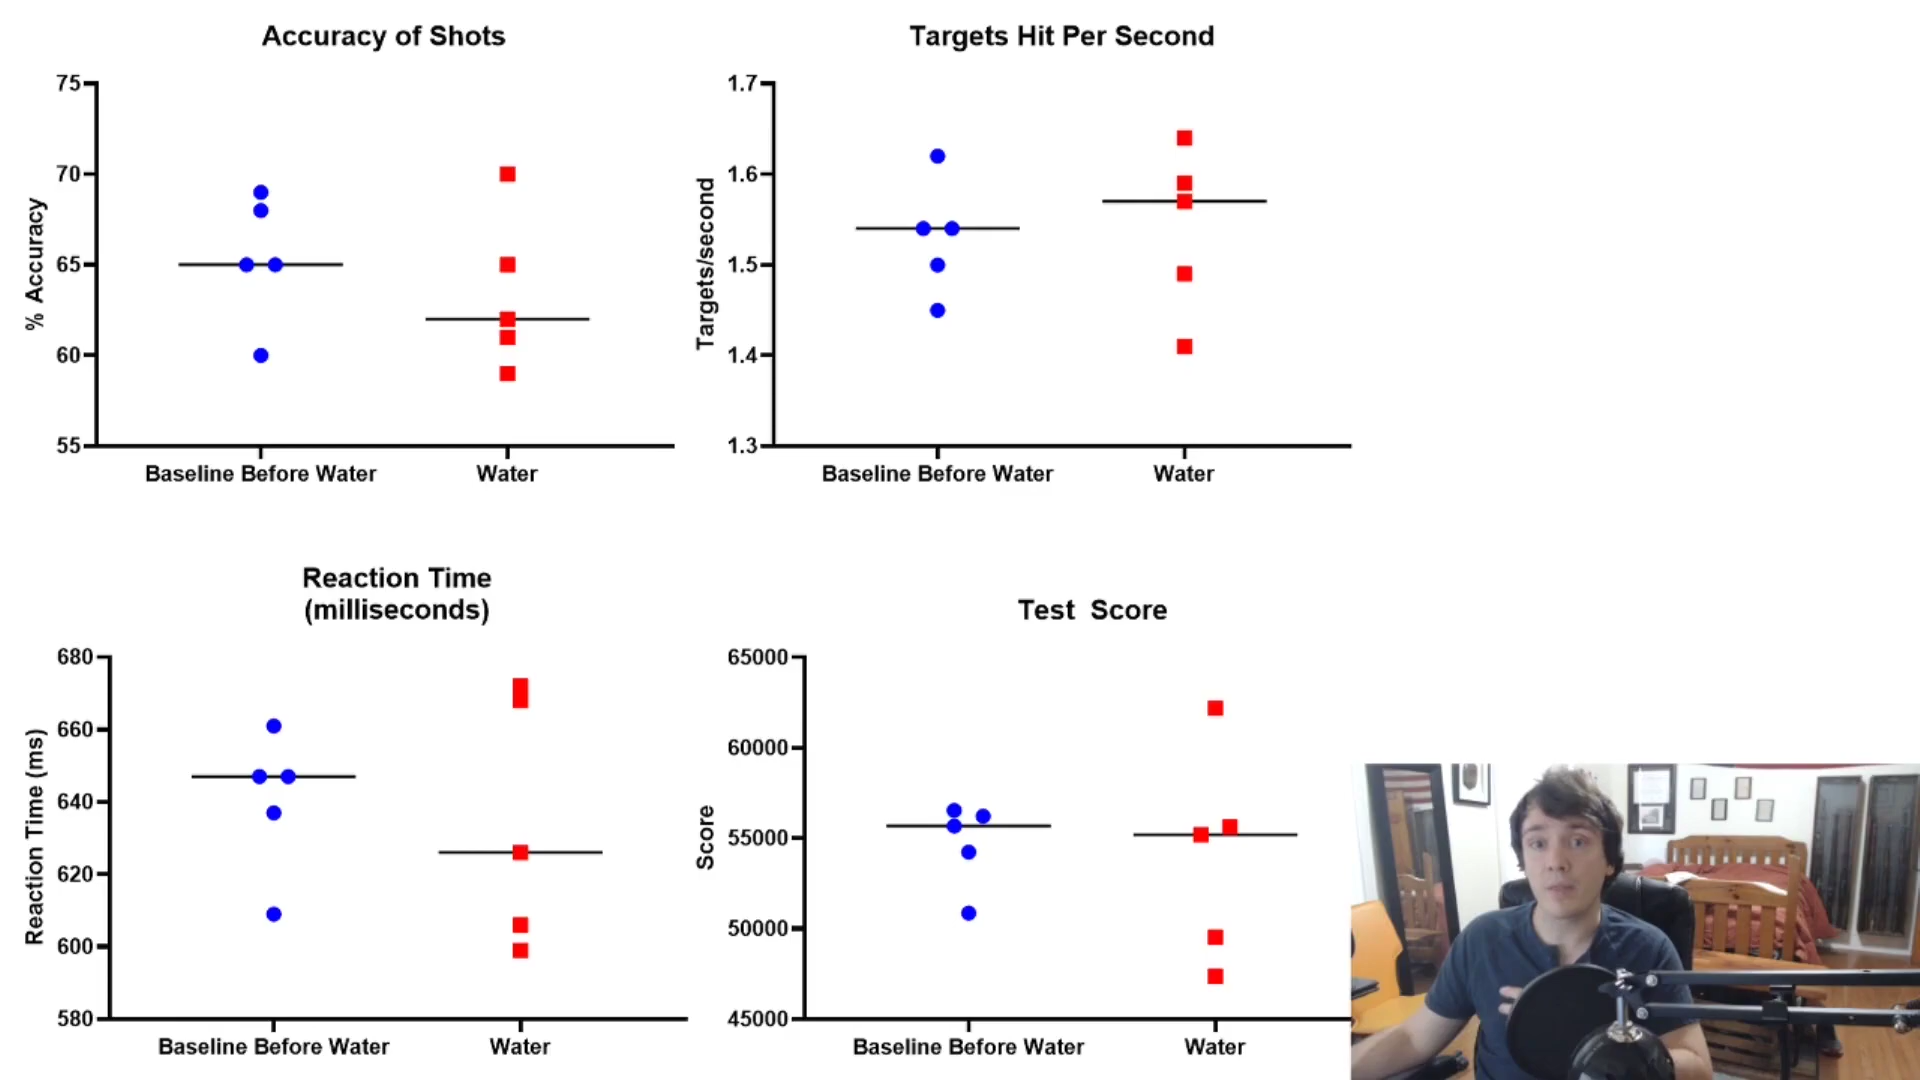 Accuracy of Shots
75
70
65
60
55
% Accuracy
Baseline Before Water
Water
Targets Hit Per Second
1.7
1.6
1.5
1.4
1.3
Targets/second
Baseline Before Water
Water
Reaction Time
(milliseconds)
680
660
640
620
600
580
Reaction Time (ms)
Baseline Before Water
Water
Test Score
65000
60000
55000
50000
45000
Score
Baseline Before Water
Water